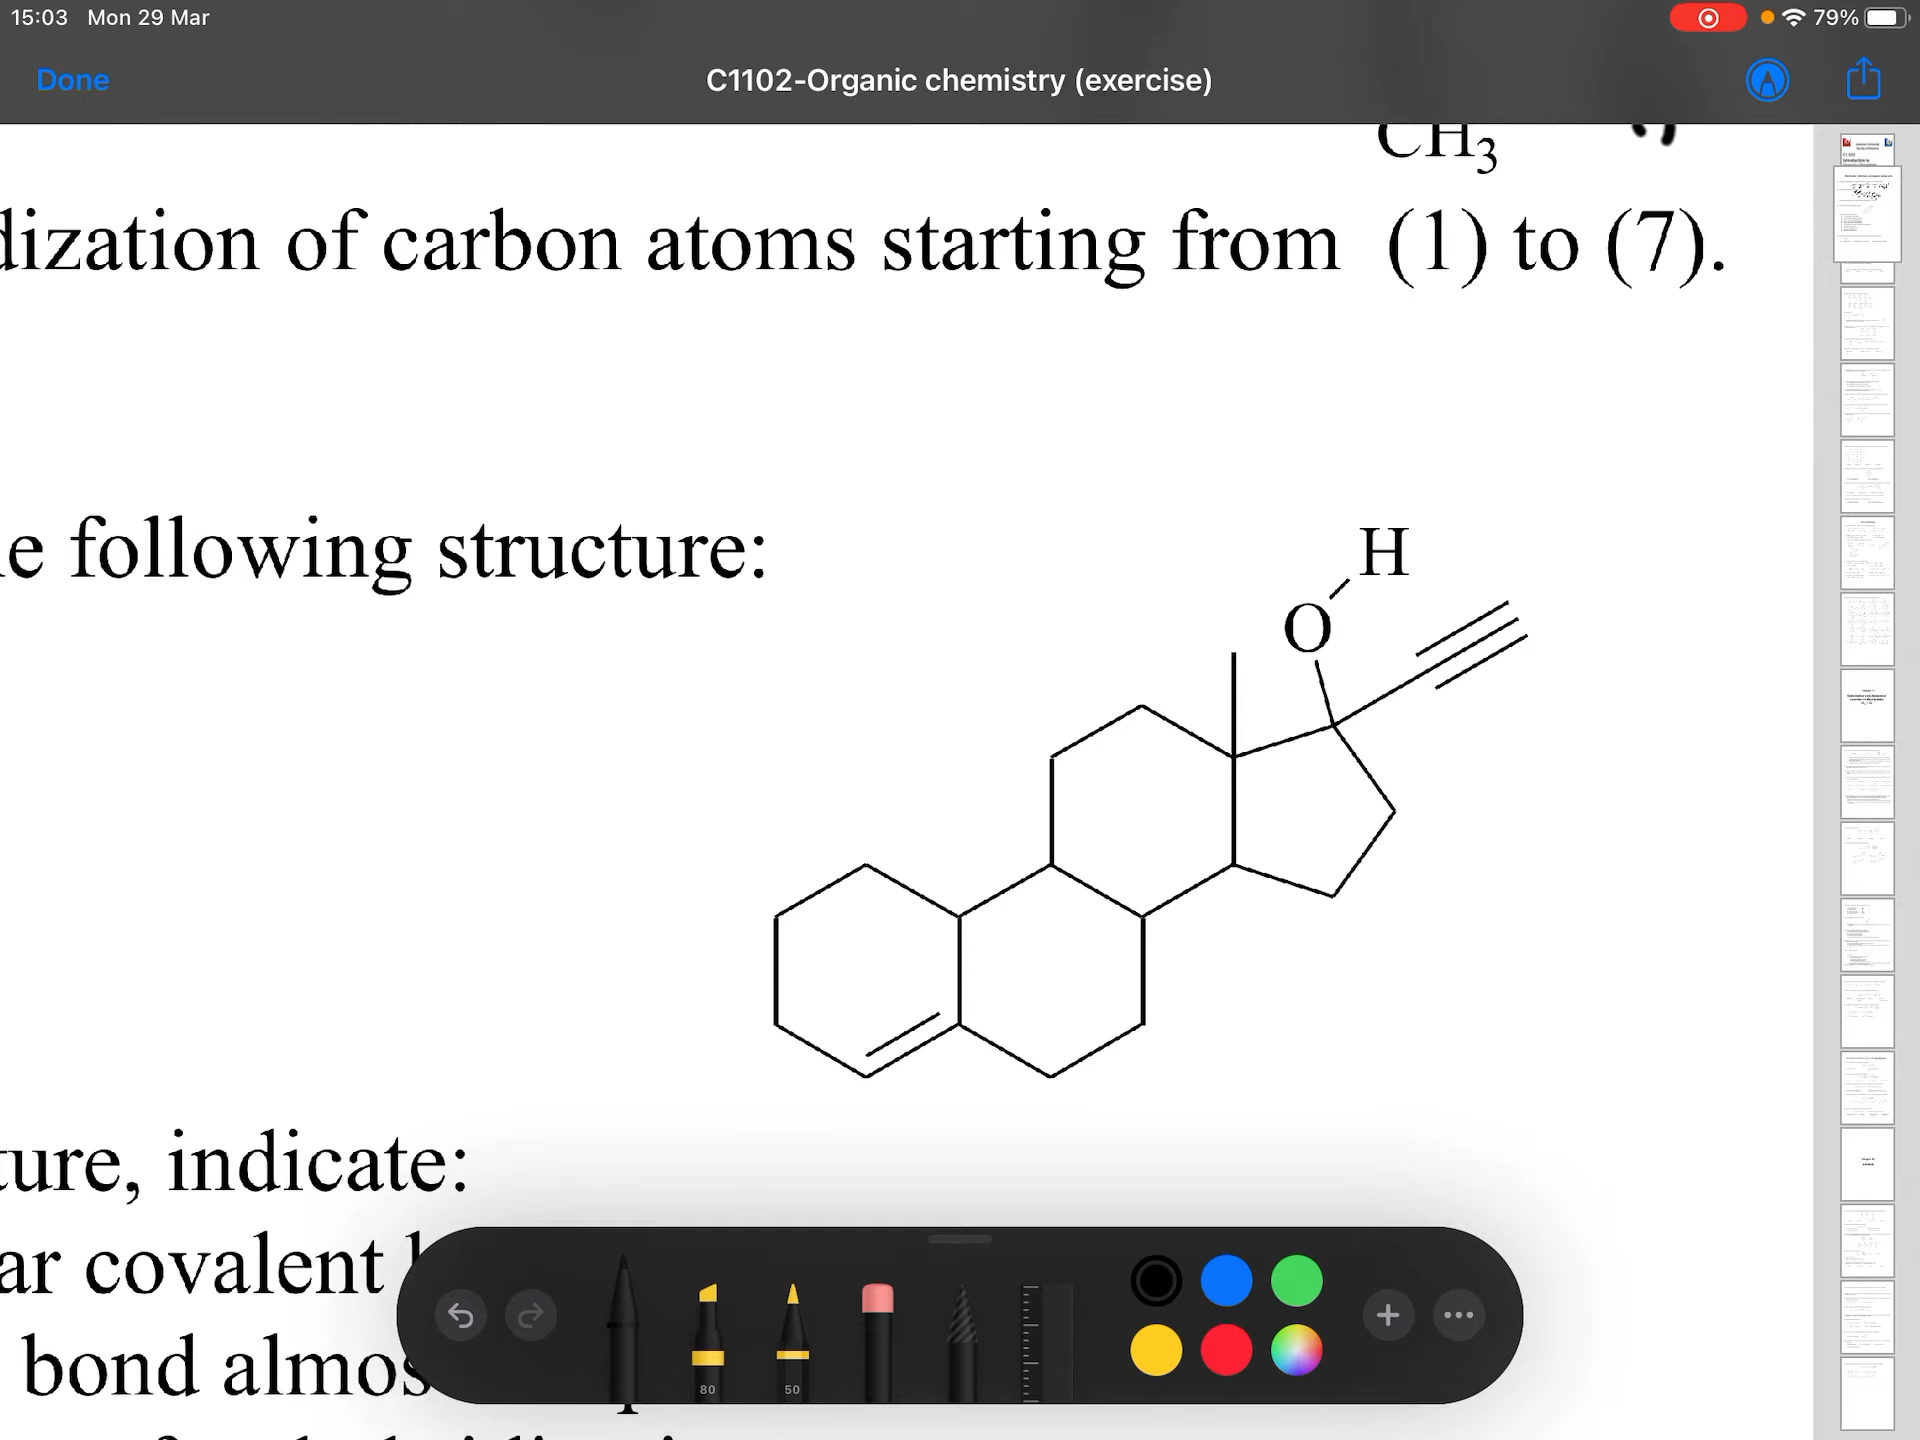 15:03 Mon 29 Mar 79%
Done C1102-Organic chemistry (exercise)
CH3
dization of carbon atoms starting from (1) to (7).
e following structure:
H
O
ture, indicate:
ar covalent
bond almos
80 50